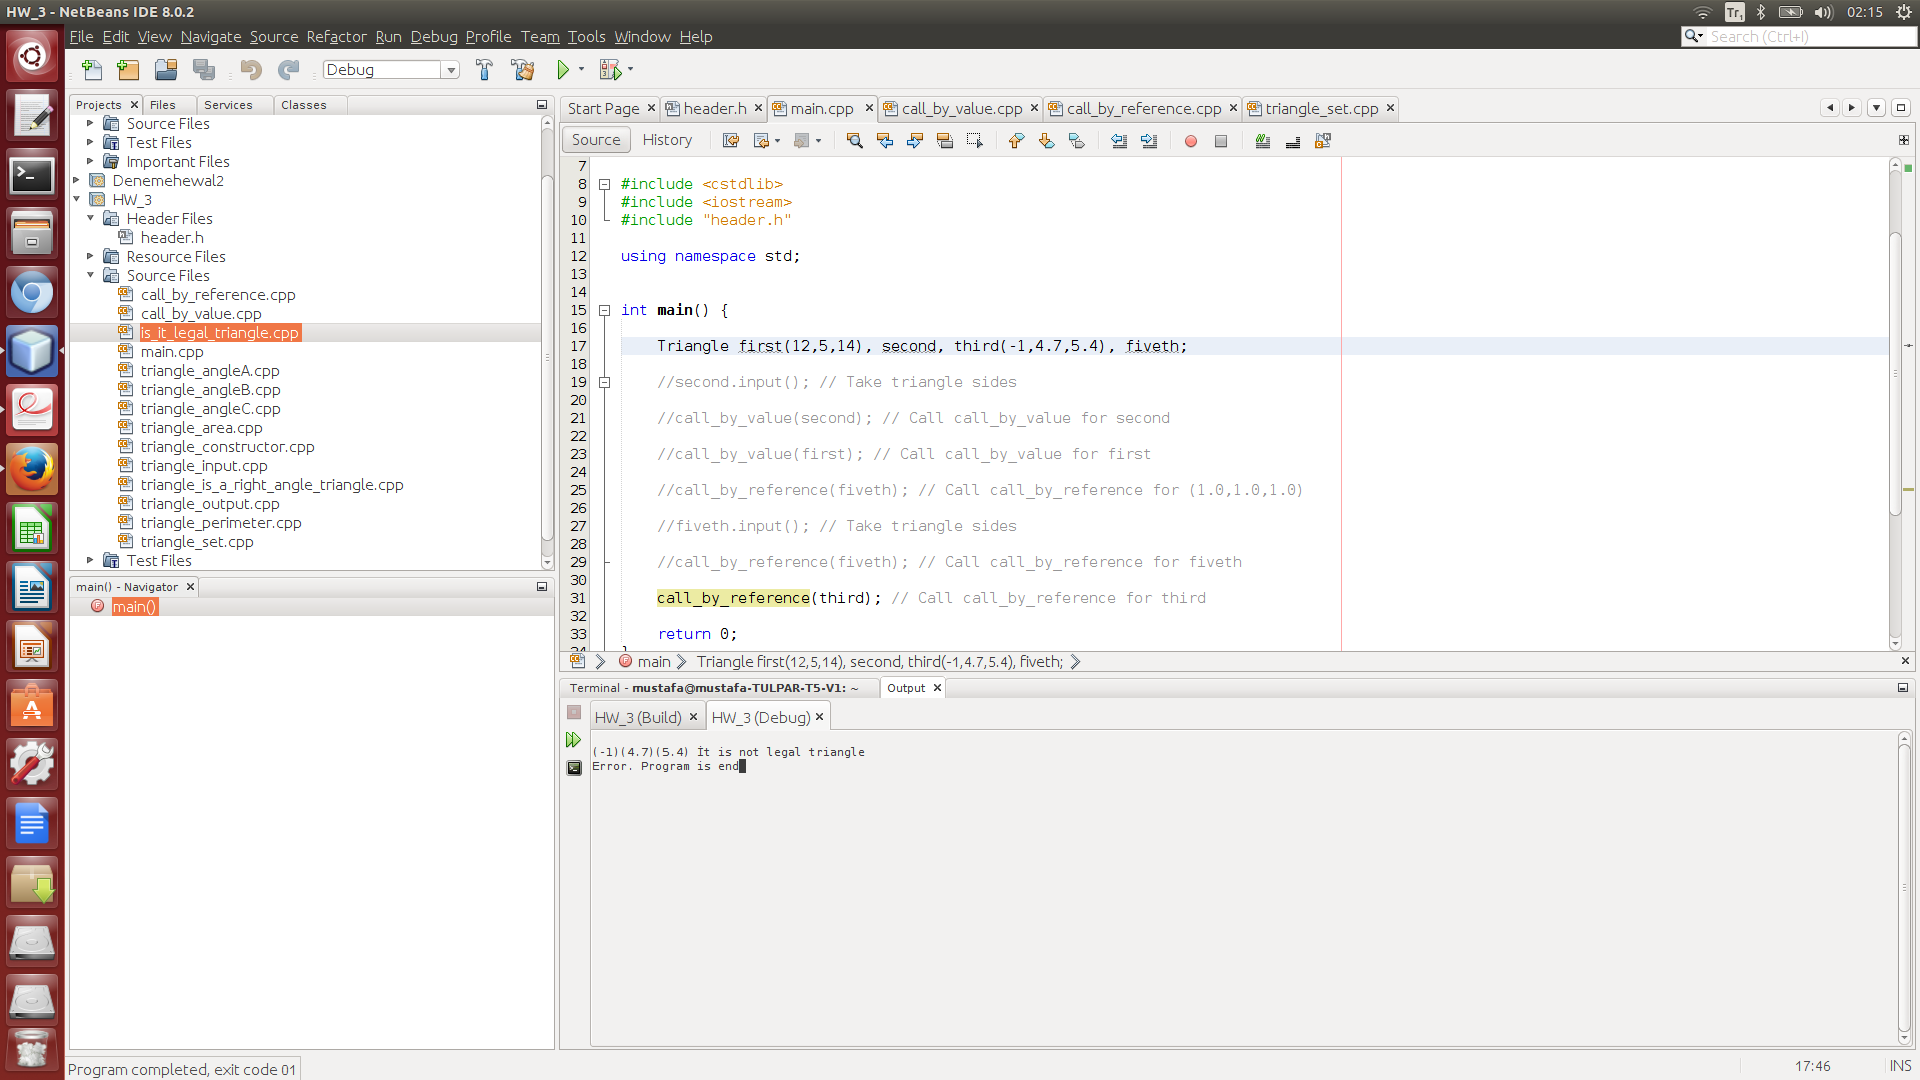 HW_3 - NetBeans IDE 8.0.2
Tr1
02:15
File Edit View Navigate Source Refactor Run Debug Profile Team Tools Window Help
Search (Ctrl+I)
Debug
Projects Files Services Classes
Source Files
Test Files
Important Files
Denemehewal2
HW_3
Header Files
header.h
Resource Files
Source Files
call_by_reference.cpp
call_by_value.cpp
is_it_legal_triangle.cpp
main.cpp
triangle_angleA.cpp
triangle_angleB.cpp
triangle_angleC.cpp
triangle_area.cpp
triangle_constructor.cpp
triangle_input.cpp
triangle_is_a_right_angle_triangle.cpp
triangle_output.cpp
triangle_perimeter.cpp
triangle_set.cpp
Test Files
main() - Navigator
main()
Start Page header.h main.cpp call_by_value.cpp call_by_reference.cpp triangle_set.cpp
Source History
7
8 #include <cstdlib>
9 #include <iostream>
10 #include "header.h"
11
12 using namespace std;
13
14
15 int main() {
16
17 Triangle first(12,5,14), second, third(-1,4.7,5.4), fiveth;
18
19 //second.input(); // Take triangle sides
20
21 //call_by_value(second); // Call call_by_value for second
22
23 //call_by_value(first); // Call call_by_value for first
24
25 //call_by_reference(fiveth); // Call call_by_reference for (1.0,1.0,1.0)
26
27 //fiveth.input(); // Take triangle sides
28
29 //call_by_reference(fiveth); // Call call_by_reference for fiveth
30
31 call_by_reference(third); // Call call_by_reference for third
32
33 return 0;
main Triangle first(12,5,14), second, third(-1,4.7,5.4), fiveth;
Terminal - mustafa@mustafa-TULPAR-T5-V1: ~ Output
HW_3 (Build) HW_3 (Debug)
(-1)(4.7)(5.4) İt is not legal triangle
Error. Program is end
Program completed, exit code 01
17:46 INS